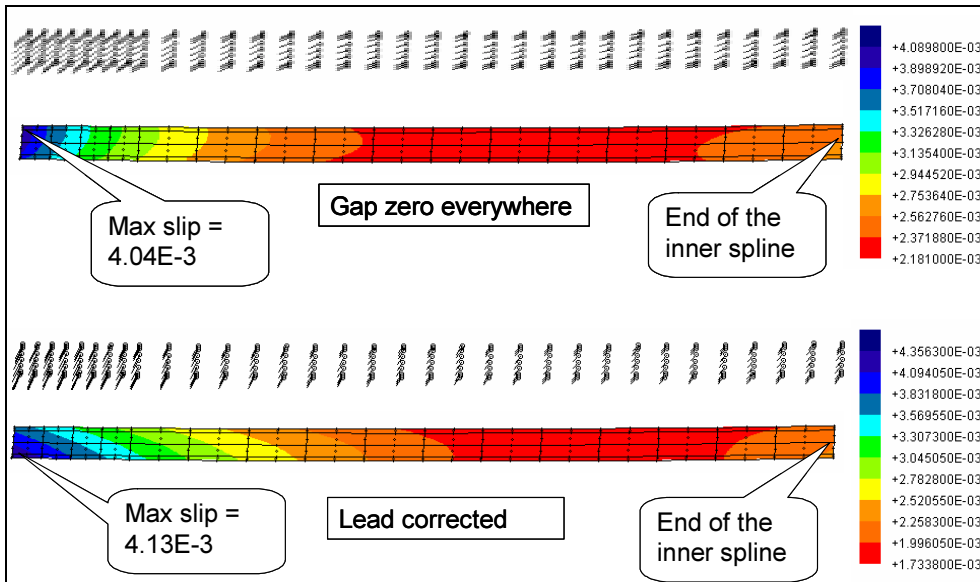 +4.089800E-03
+3.898920E-03
+3.708040E-03
+3.517160E-03
+3.326280E-03
+3.135400E-03
+2.944520E-03
+2.753640E-03
+2.562760E-03
+2.371880E-03
+2.181000E-03
Max slip =
4.04E-3
Gap zero everywhere
End of the
inner spline
+4.356300E-03
+4.094050E-03
+3.831800E-03
+3.569550E-03
+3.307300E-03
+3.045050E-03
+2.782800E-03
+2.520550E-03
+2.258300E-03
+1.996050E-03
+1.733800E-03
Max slip =
4.13E-3
Lead corrected
End of the
inner spline